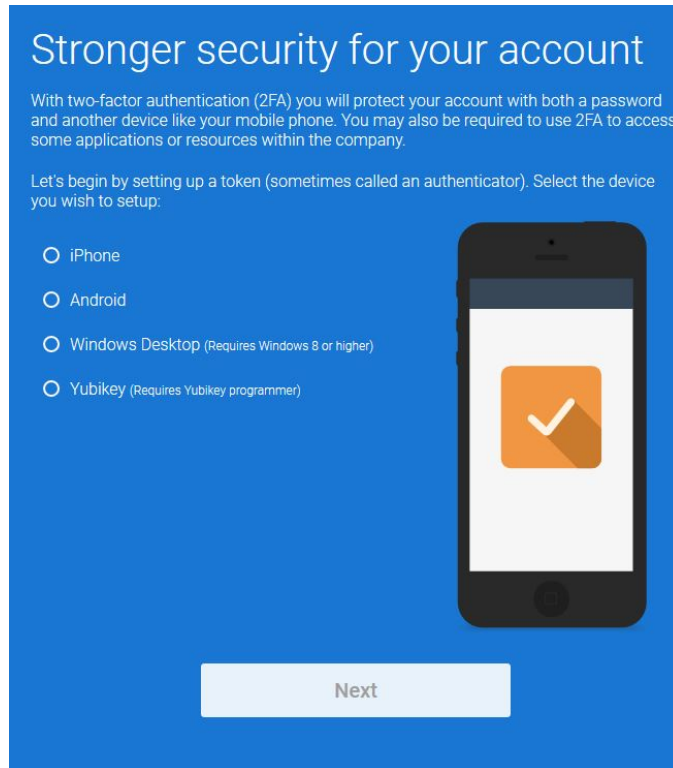 Stronger security for your account
With two-factor authentication (2FA) you will protect your account with both a password
and another device like your mobile phone. You may also be required to use 2FA to access
some applications or resources within the company.
Let's begin by setting up a token (sometimes called an authenticator). Select the device
you wish to setup:
iPhone
Android
Windows Desktop (Requires Windows 8 or higher)
Yubikey (Requires Yubikey programmer)
Next